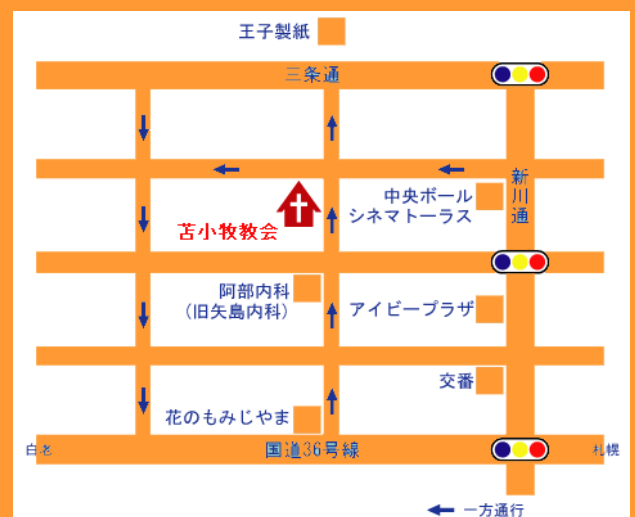 王子製紙
三条通
新川通
中央ボール
シネマトーラス
苫小牧教会
阿部内科
(旧矢島内科)
アイビープラザ
交番
花のもみじやま
白老
国道36号線
札幌
一方通行